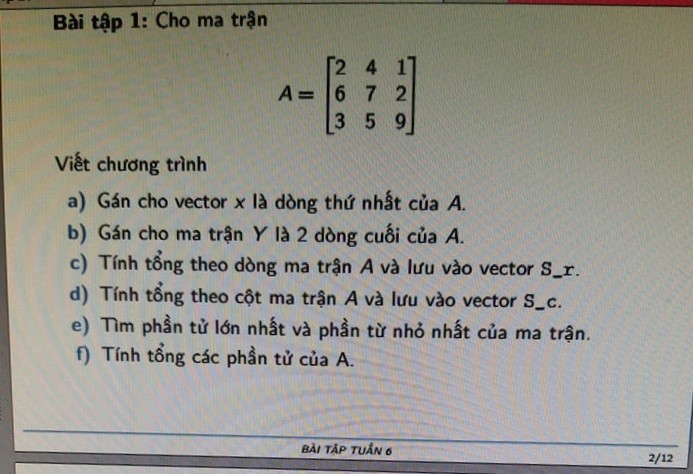 Bài tập 1: Cho ma trận
2 4 1
A = 6 7 2
3 5 9
Viết chương trình
a) Gán cho vector x là dòng thứ nhất của A.
b) Gán cho ma trận Y là 2 dòng cuối của A.
c) Tính tổng theo dòng ma trận A và lưu vào vector S_r.
d) Tính tổng theo cột ma trận A và lưu vào vector S_c.
e) Tìm phần tử lớn nhất và phần từ nhỏ nhất của ma trận.
f) Tính tổng các phần tử của A.
BÀI TẬP TUẦN 6
2/12